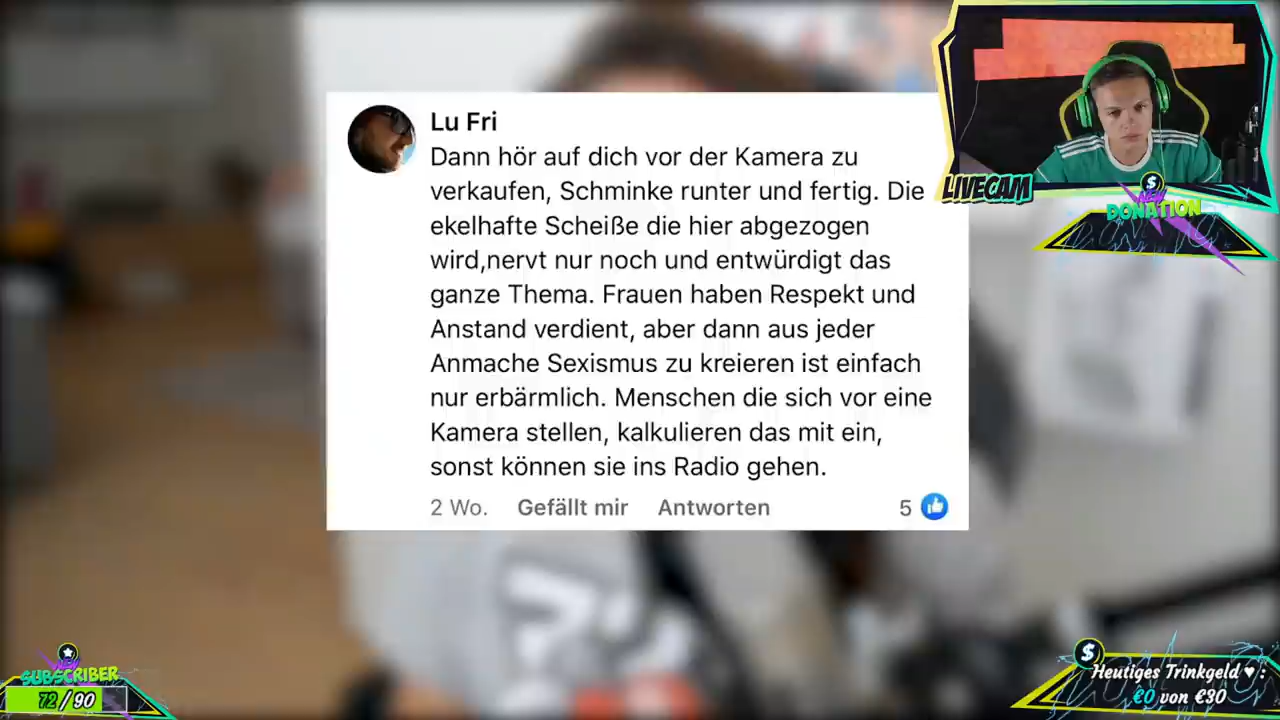 Lu Fri
Dann hör auf dich vor der Kamera zu
verkaufen, Schminke runter und fertig. Die
ekelhafte Scheiße die hier abgezogen
wird,nervt nur noch und entwürdigt das
ganze Thema. Frauen haben Respekt und
Anstand verdient, aber dann aus jeder
Anmache Sexismus zu kreieren ist einfach
nur erbärmlich. Menschen die sich vor eine
Kamera stellen, kalkulieren das mit ein,
sonst können sie ins Radio gehen.
2 Wo. Gefällt mir Antworten 5
LIVECAM
$
NEW
DONATION
NEW
SUBSCRIBER
72/90
$
Heutiges Trinkgeld ♥ :
€0 von €30